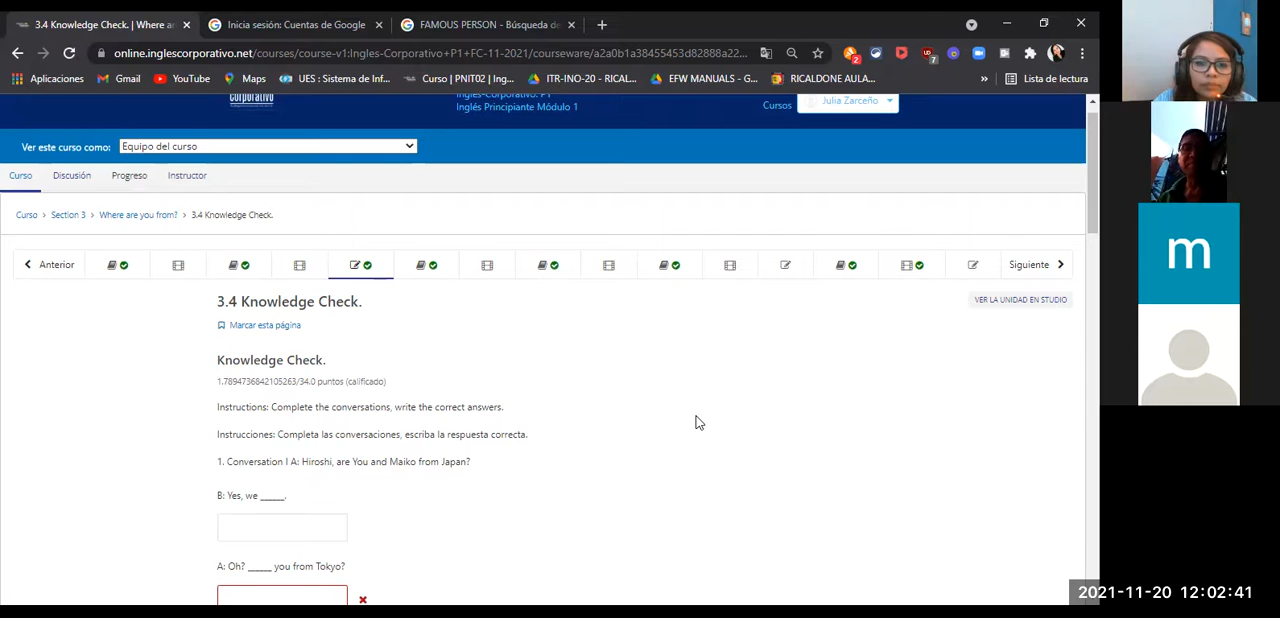 3.4 Knowledge Check. | Where ar
Inicia sesión: Cuentas de Google
FAMOUS PERSON - Búsqueda de
online.inglescorporativo.net/courses/course-v1:Ingles-Corporativo+P1+FC-11-2021/courseware/a2a0b1a38455453d82888a22...
Aplicaciones
Gmail
YouTube
Maps
UES : Sistema de Inf...
Curso | PNIT02 | Ing...
ITR-INO-20 - RICAL...
EFW MANUALS - G...
RICALDONE AULA...
Lista de lectura
corporativo
Ingles-Corporativo: P1
Inglés Principiante Módulo 1
Cursos
Julia Zarceño
Ver este curso como:
Equipo del curso
Curso
Discusión
Progreso
Instructor
Curso > Section 3 > Where are you from? > 3.4 Knowledge Check.
Anterior
Siguiente
3.4 Knowledge Check.
VER LA UNIDAD EN STUDIO
Marcar esta página
Knowledge Check.
1.7894736842105263/34.0 puntos (calificado)
Instructions: Complete the conversations, write the correct answers.
Instrucciones: Completa las conversaciones, escriba la respuesta correcta.
1. Conversation I A: Hiroshi, are You and Maiko from Japan?
B: Yes, we ______.
A: Oh? ______ you from Tokyo?
m
2021-11-20 12:02:41